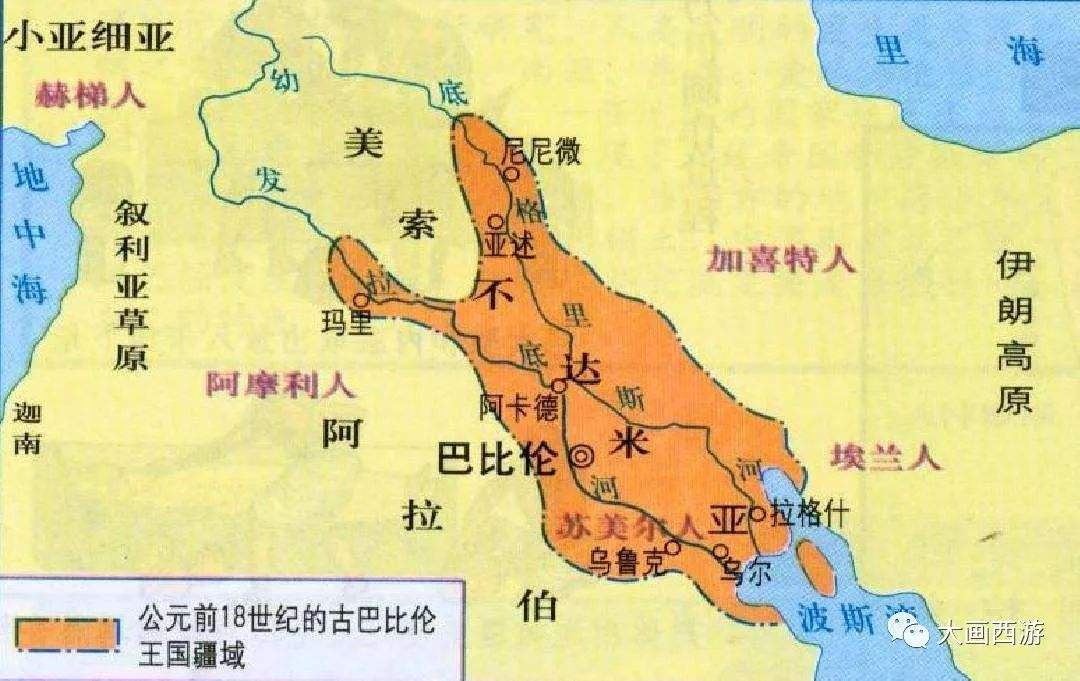 小亚细亚
赫梯人
地中海
叙利亚草原
迦南
幼发拉底河
底格里斯河
美索不达米亚
里海
尼尼微
亚述
玛里
加喜特人
伊朗高原
阿摩利人
阿卡德
阿拉伯
巴比伦
埃兰人
拉格什
苏美尔人
乌鲁克
乌尔
波斯湾
公元前18世纪的古巴比伦
王国疆域
大画西游